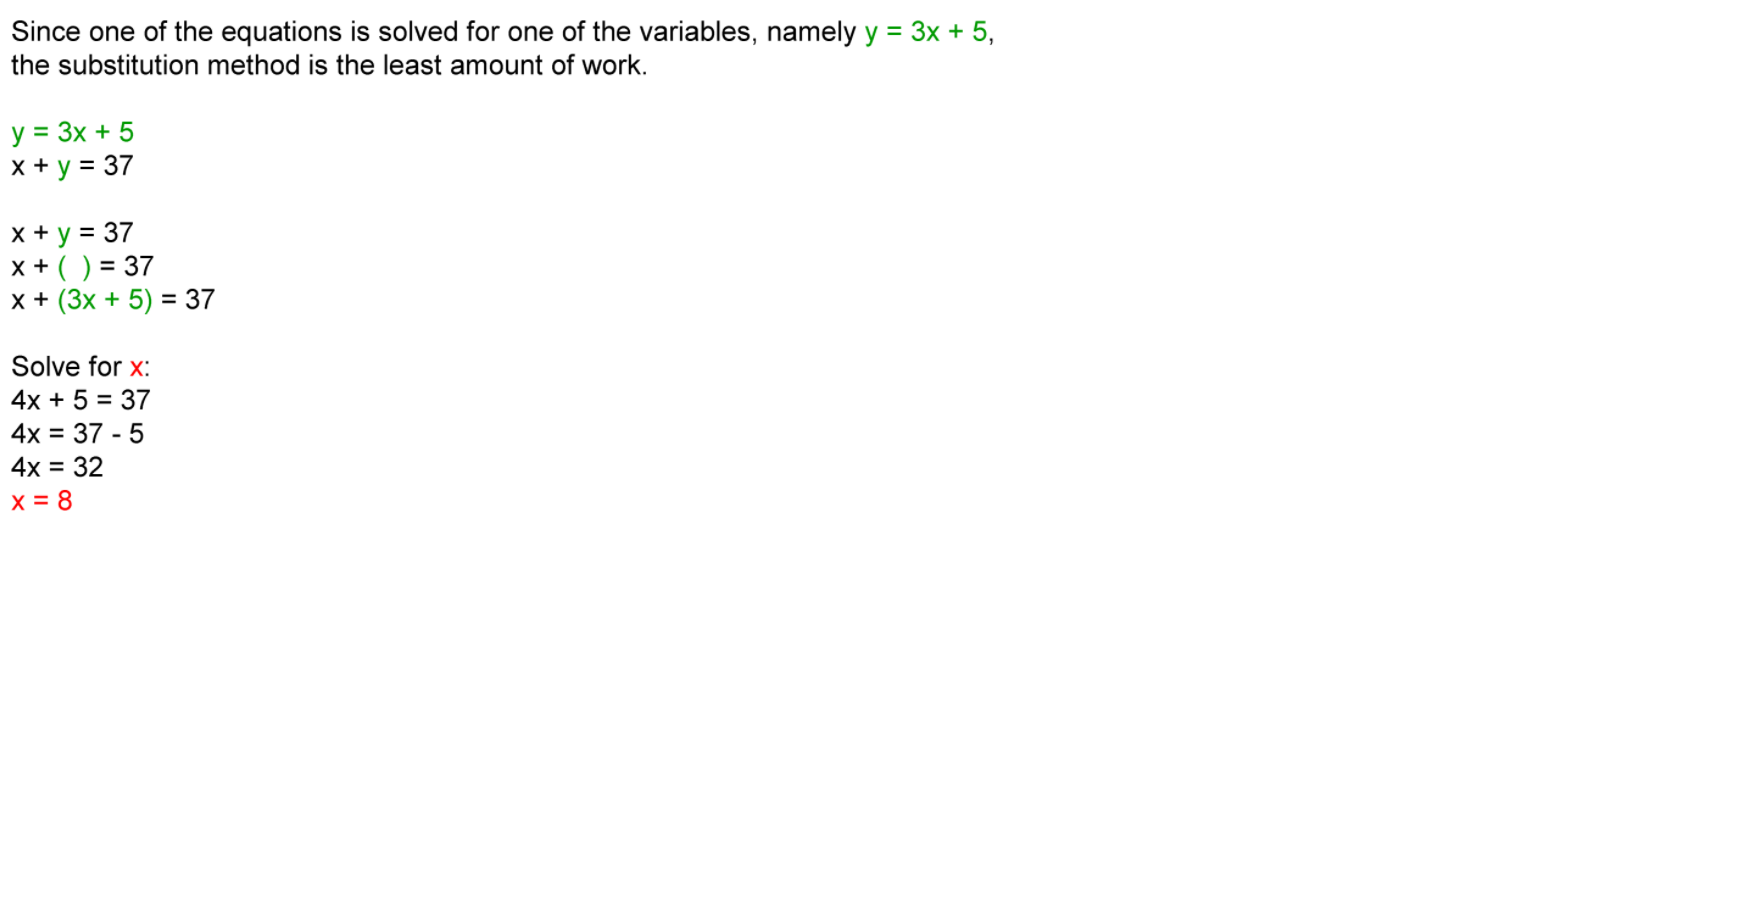 Since one of the equations is solved for one of the variables, namely y = 3x + 5,
the substitution method is the least amount of work.
y = 3x + 5
x + y = 37
x + y = 37
x + ( ) = 37
x + (3x + 5) = 37
Solve for x:
4x + 5 = 37
4x = 37 - 5
4x = 32
x = 8